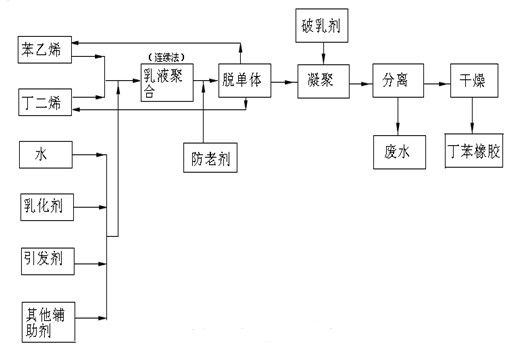 破乳剂
苯乙烯
(连续法)
乳液聚
合
脱单体
凝聚
分离
干燥
丁二烯
防老剂
废水
丁苯橡胶
水
乳化剂
引发剂
其他辅
助剂